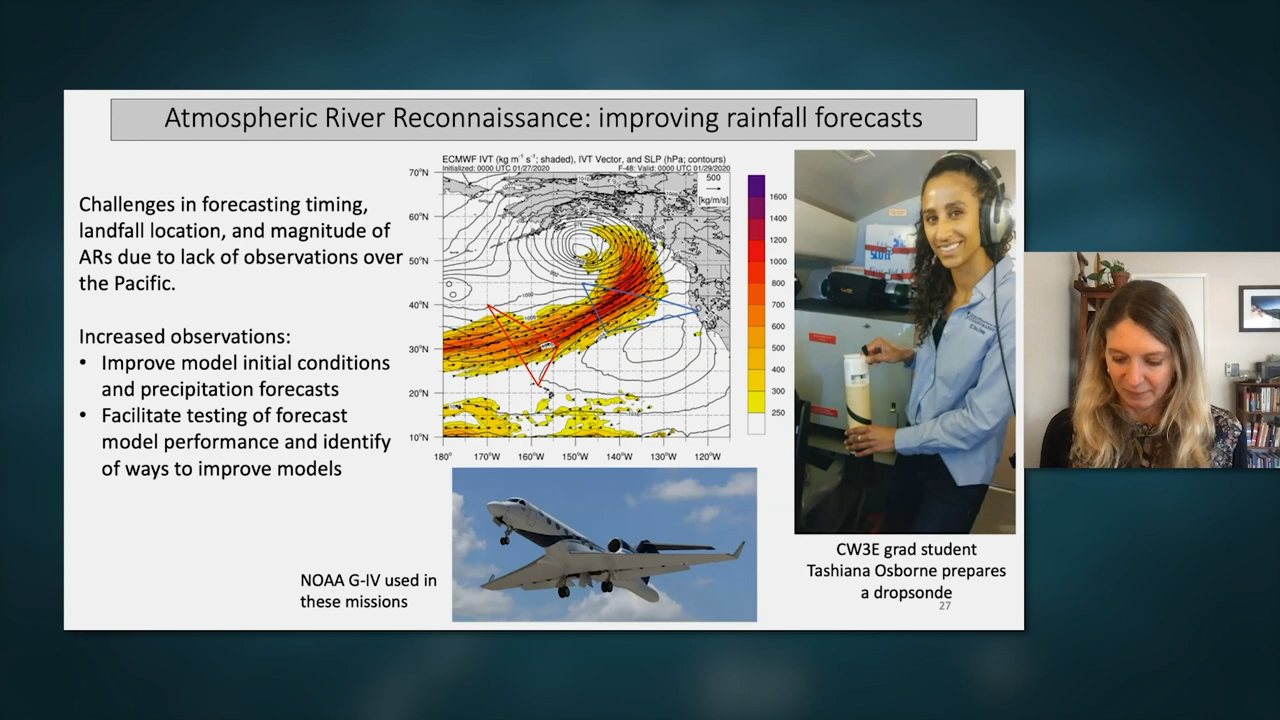 Atmospheric River Reconnaissance: improving rainfall forecasts
Challenges in forecasting timing,
landfall location, and magnitude of
ARs due to lack of observations over
the Pacific.
Increased observations:
• Improve model initial conditions
and precipitation forecasts
• Facilitate testing of forecast
model performance and identify
of ways to improve models
ECMWF IVT (kg m⁻¹ s⁻¹; shaded), IVT Vector, and SLP (hPa; contours)
Initialized: 0000 UTC 01/27/2020 F-48: Valid: 0000 UTC 01/29/2020
500
[kg/m/s]
70°N
60°N
50°N
40°N
30°N
20°N
10°N
180° 170°W 160°W 150°W 140°W 130°W 120°W
1600
1400
1200
1000
800
700
600
500
400
300
250
NOAA G-IV used in
these missions
CW3E grad student
Tashiana Osborne prepares
a dropsonde
27